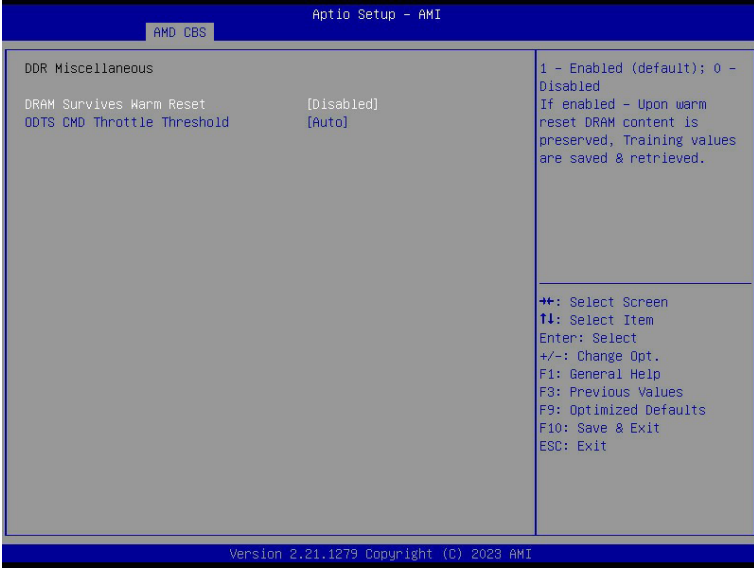 Aptio Setup - AMI
AMD CBS
DDR Miscellaneous
DRAM Survives Warm Reset [Disabled]
ODTS CMD Throttle Threshold [Auto]
1 - Enabled (default); 0 -
Disabled
If enabled - Upon warm
reset DRAM content is
preserved, Training values
are saved & retrieved.
→←: Select Screen
↑↓: Select Item
Enter: Select
+/-: Change Opt.
F1: General Help
F3: Previous Values
F9: Optimized Defaults
F10: Save & Exit
ESC: Exit
Version 2.21.1279 Copyright (C) 2023 AMI